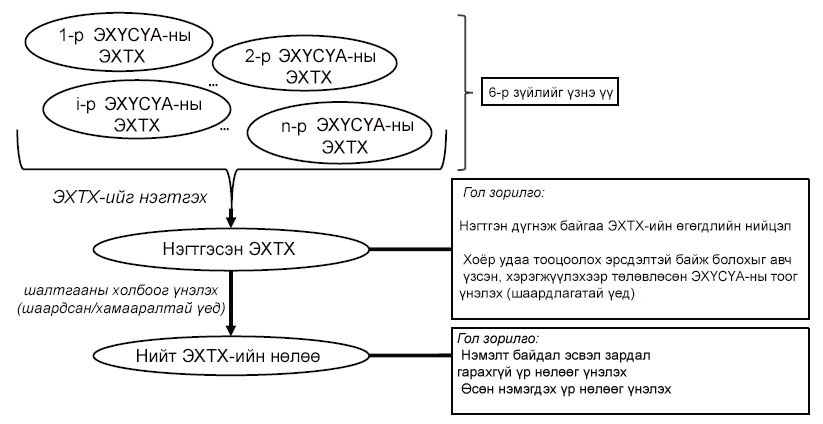 1-р ЭХҮСҮА-ны
ЭХТХ
2-р ЭХҮСҮА-ны
ЭХТХ
...
i-р ЭХҮСҮА-ны
ЭХТХ
...
n-р ЭХҮСҮА-ны
ЭХТХ
6-р зүйлийг үзнэ үү
ЭХТХ-ийг нэгтгэх
Нэгтгэсэн ЭХТХ
Гол зорилго:
Нэгтгэн дүгнэж байгаа ЭХТХ-ийн өгөгдлийн нийцэл
Хоёр удаа тооцоолох эрсдэлтэй байж болохыг авч
үзсэн, хэрэгжүүлэхээр төлөвлөсөн ЭХҮСҮА-ны тоог
үнэлэх (шаардлагатай үед)
шалтгааны холбоог үнэлэх
(шаардсан/хамааралтай үед)
Нийт ЭХТХ-ийн нөлөө
Гол зорилго:
Нэмэлт байдал эсвэл зардал
гарахгүй үр нөлөөг үнэлэх
Өсөн нэмэгдэх үр нөлөөг үнэлэх